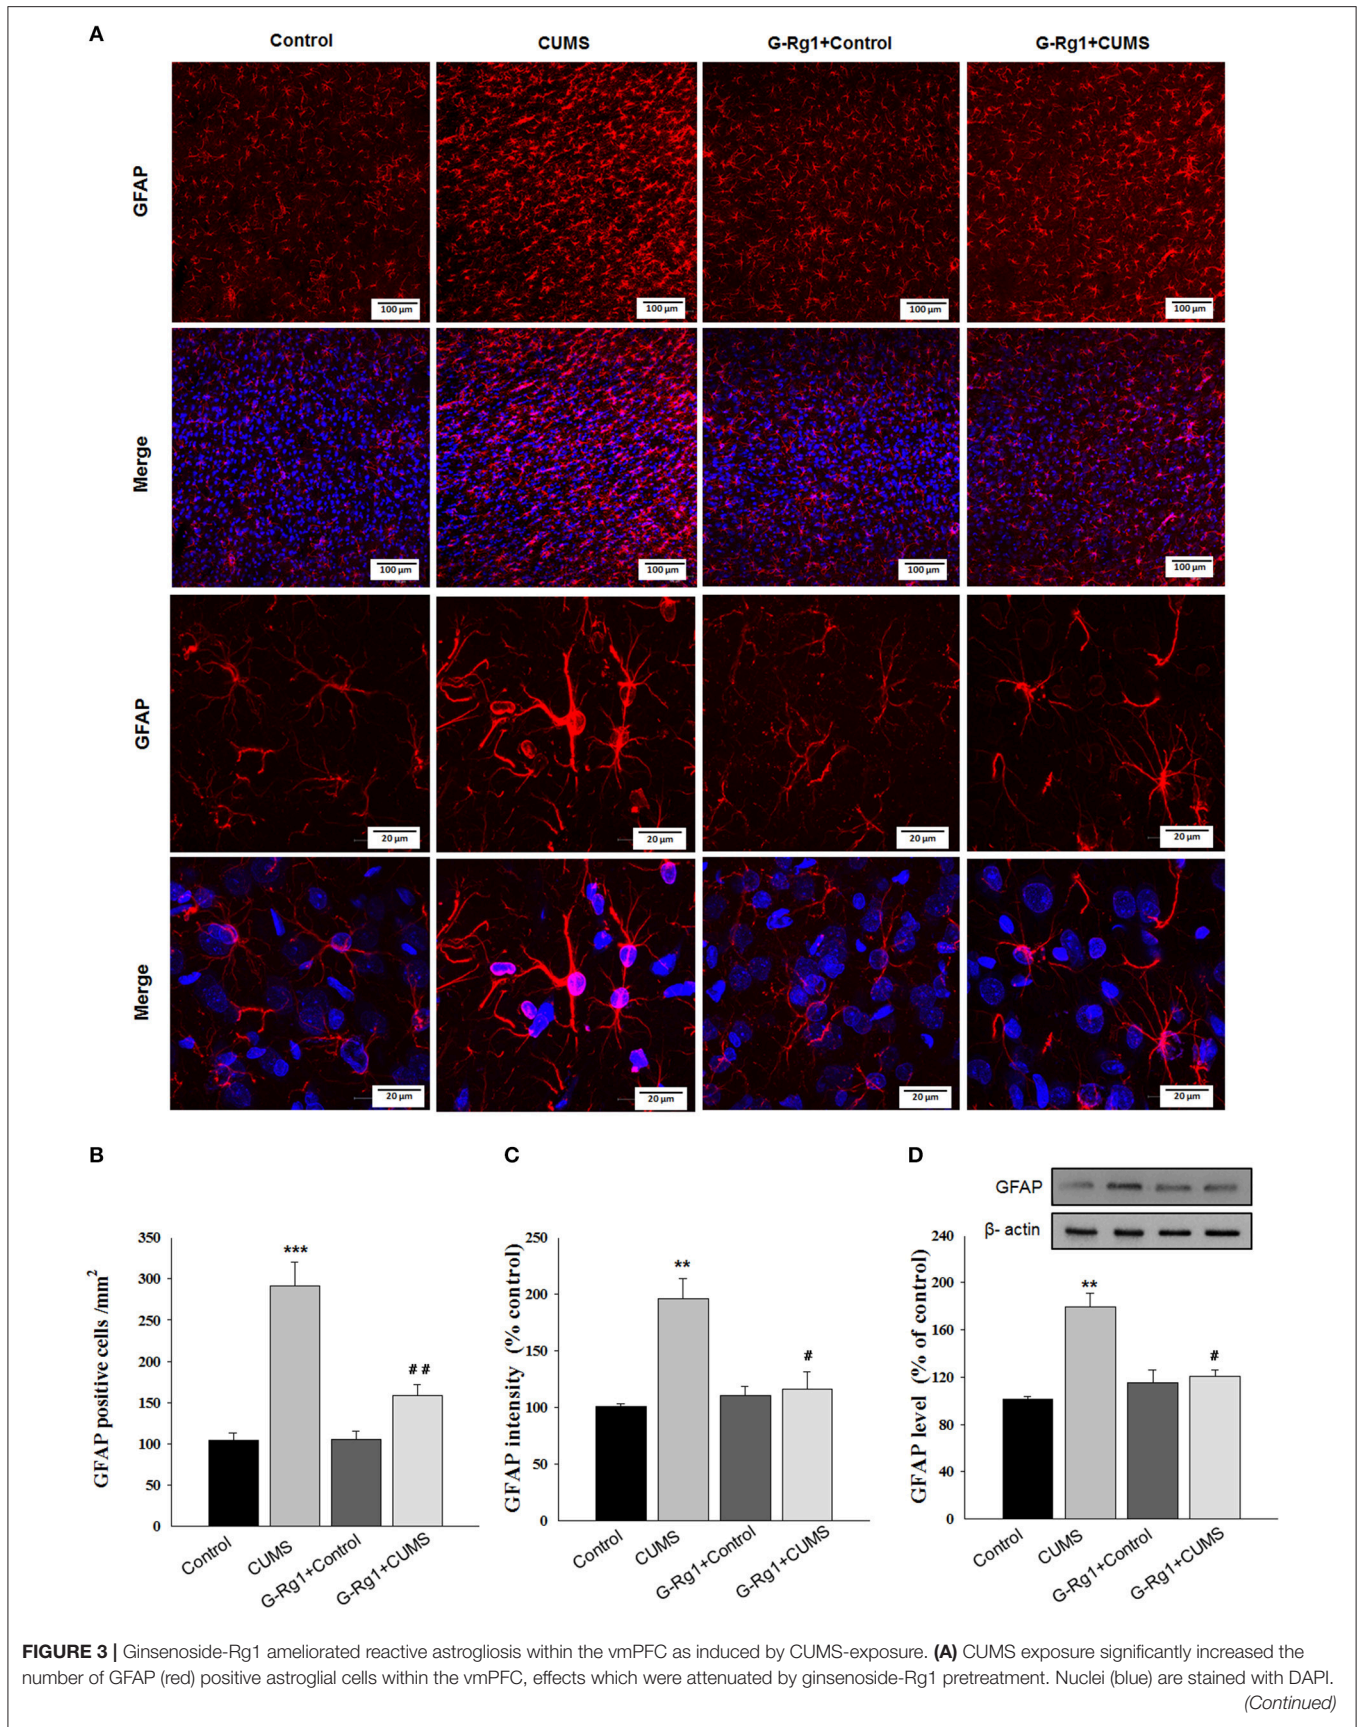 A
Control CUMS G-Rg1+Control G-Rg1+CUMS
GFAP
100 µm 100 µm 100 µm 100 µm
Merge
100 µm 100 µm 100 µm 100 µm
GFAP
20 µm 20 µm 20 µm 20 µm
Merge
20 µm 20 µm 20 µm 20 µm
B
GFAP positive cells /mm²
350
300
250
200
150
100
50
0
***
##
Control CUMS G-Rg1+Control G-Rg1+CUMS
C
GFAP intensity (% control)
250
200
150
100
50
0
**
#
Control CUMS G-Rg1+Control G-Rg1+CUMS
D
GFAP
β- actin
GFAP level (% of control)
240
200
160
120
80
40
0
**
#
Control CUMS G-Rg1+Control G-Rg1+CUMS
FIGURE 3 | Ginsenoside-Rg1 ameliorated reactive astrogliosis within the vmPFC as induced by CUMS-exposure. (A) CUMS exposure significantly increased the
number of GFAP (red) positive astroglial cells within the vmPFC, effects which were attenuated by ginsenoside-Rg1 pretreatment. Nuclei (blue) are stained with DAPI.
(Continued)